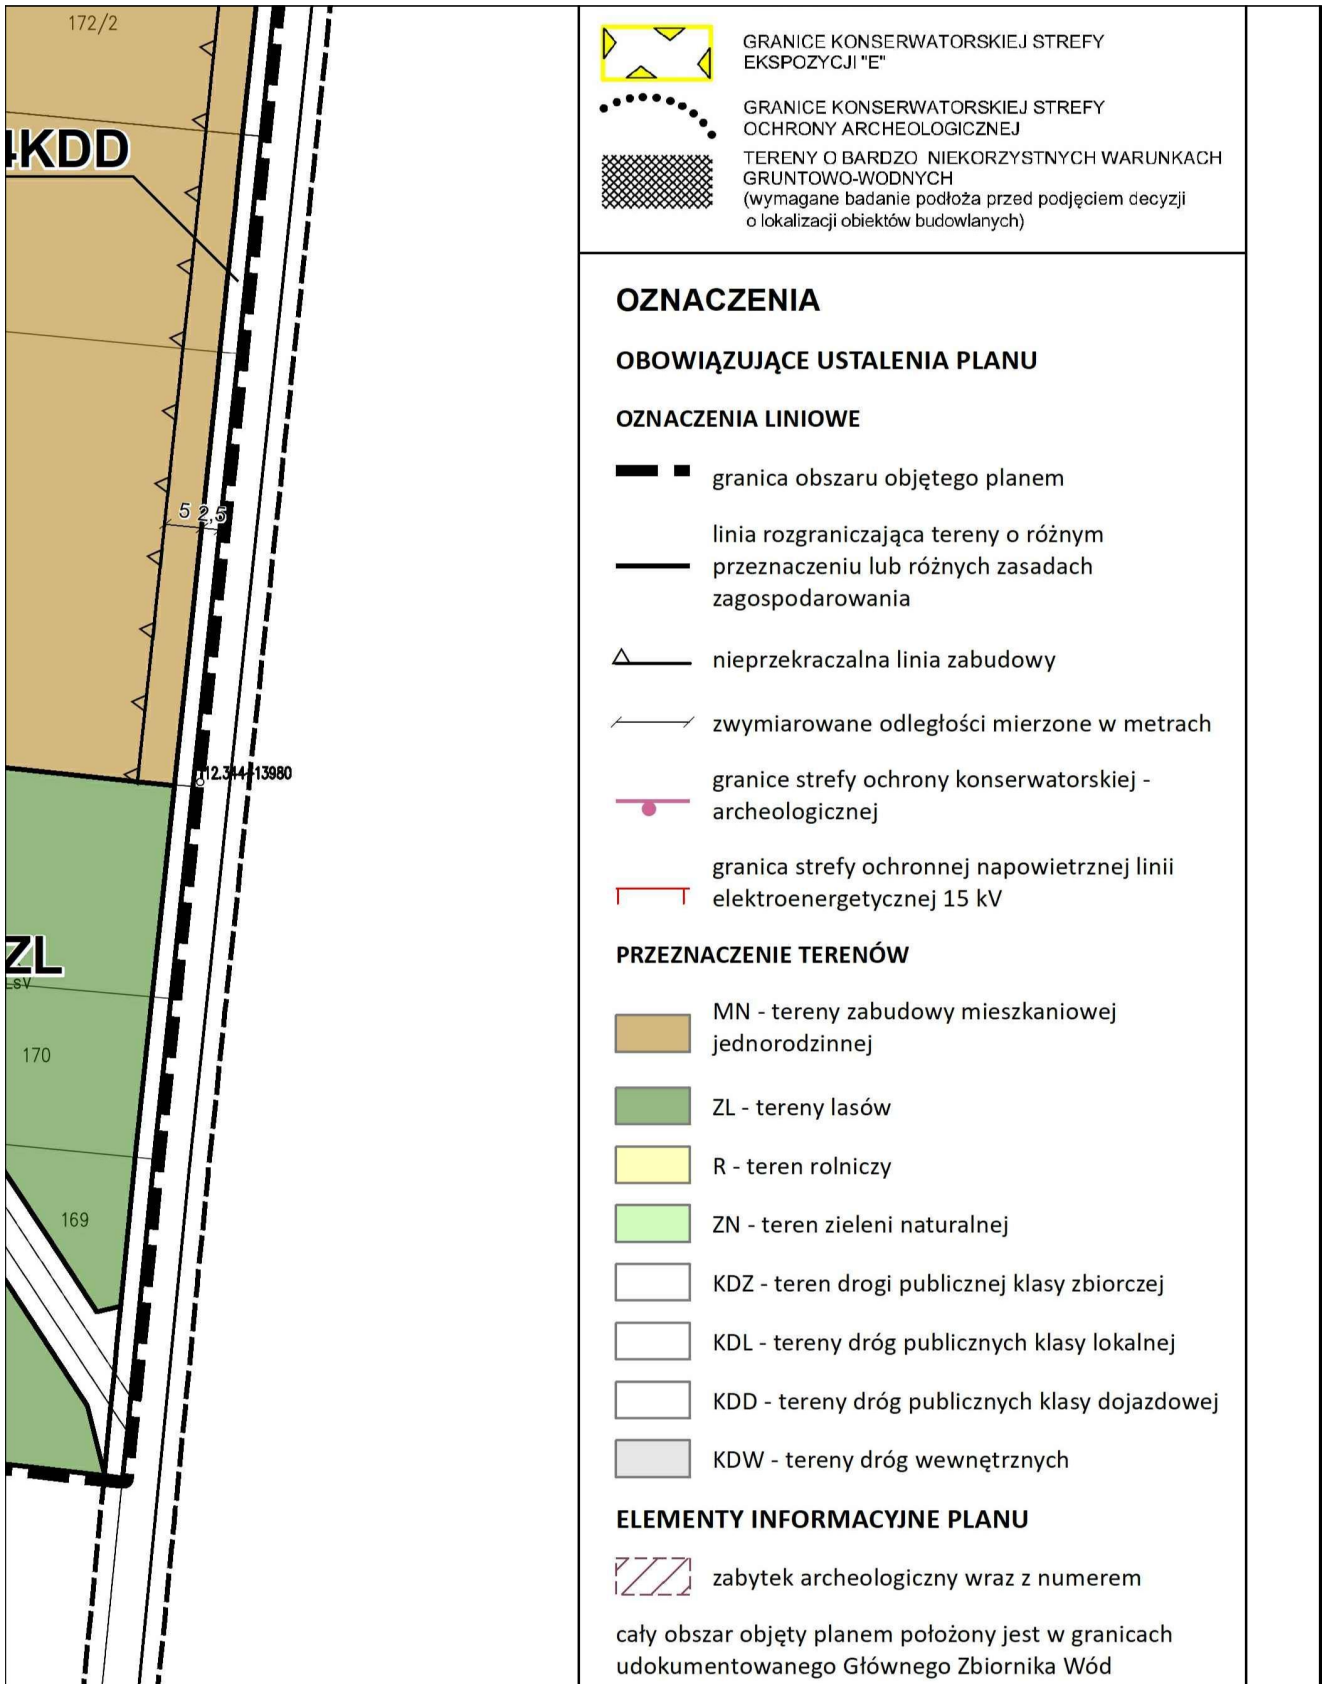 172/2
4KDD
5 2,5
ZL
LsV
170
169
GRANICE KONSERWATORSKIEJ STREFY
EKSPOZYCJI "E"
GRANICE KONSERWATORSKIEJ STREFY
OCHRONY ARCHEOLOGICZNEJ
TERENY O BARDZO NIEKORZYSTNYCH WARUNKACH
GRUNTOWO-WODNYCH
(wymagane badanie podłoża przed podjęciem decyzji
o lokalizacji obiektów budowlanych)
OZNACZENIA
OBOWIĄZUJĄCE USTALENIA PLANU
OZNACZENIA LINIOWE
granica obszaru objętego planem
linia rozgraniczająca tereny o różnym
przeznaczeniu lub różnych zasadach
zagospodarowania
nieprzekraczalna linia zabudowy
zwymiarowane odległości mierzone w metrach
granice strefy ochrony konserwatorskiej -
archeologicznej
granica strefy ochronnej napowietrznej linii
elektroenergetycznej 15 kV
PRZEZNACZENIE TERENÓW
MN - tereny zabudowy mieszkaniowej
jednorodzinnej
ZL - tereny lasów
R - teren rolniczy
ZN - teren zieleni naturalnej
KDZ - teren drogi publicznej klasy zbiorczej
KDL - tereny dróg publicznych klasy lokalnej
KDD - tereny dróg publicznych klasy dojazdowej
KDW - tereny dróg wewnętrznych
ELEMENTY INFORMACYJNE PLANU
zabytek archeologiczny wraz z numerem
cały obszar objęty planem położony jest w granicach
udokumentowanego Głównego Zbiornika Wód